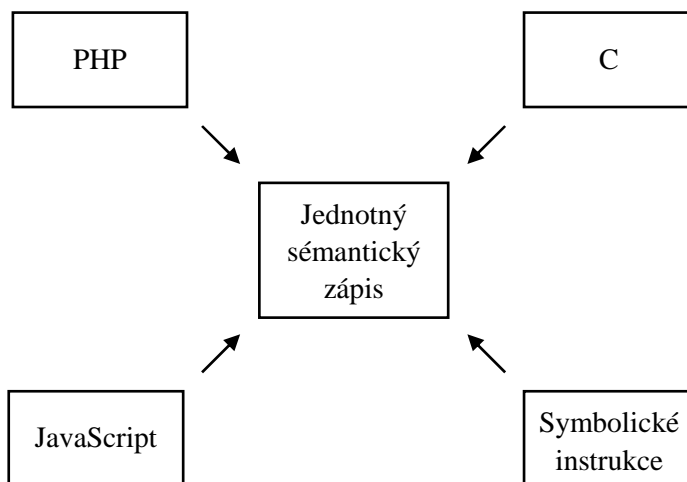 PHP
C
Jednotný
sémantický
zápis
JavaScript
Symbolické
instrukce